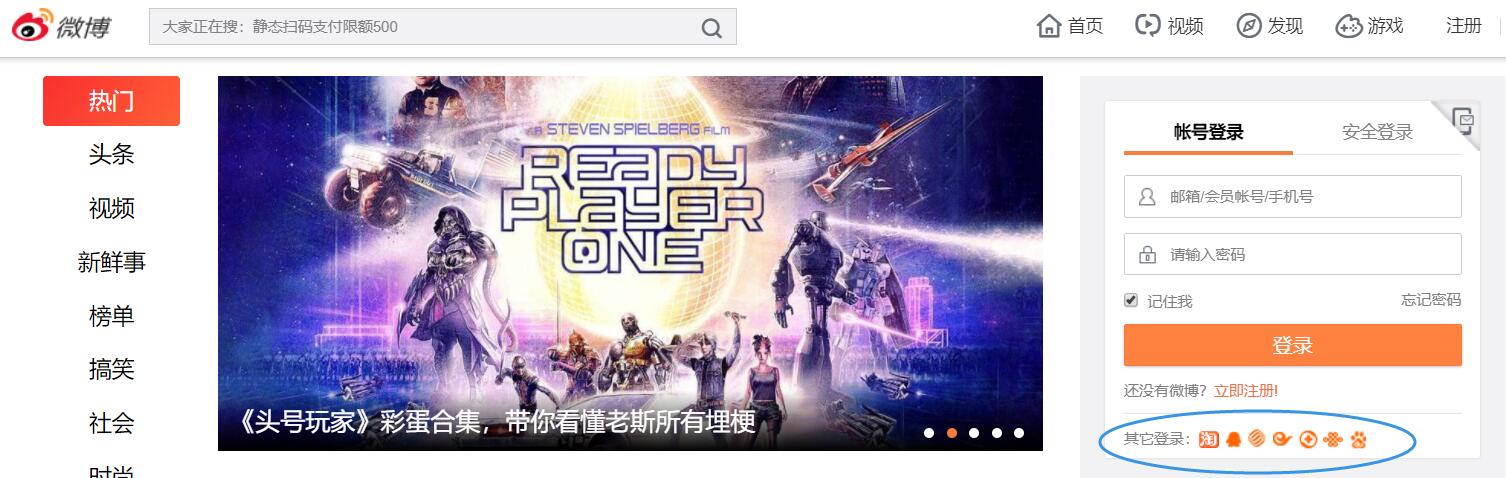 微博
大家正在搜：静态扫码支付限额500
首页
视频
发现
游戏
注册
热门
头条
视频
新鲜事
榜单
搞笑
社会
时尚
A STEVEN SPIELBERG FILM
READY
PLAYER
ONE
《头号玩家》彩蛋合集，带你看懂老斯所有埋梗
帐号登录
安全登录
邮箱/会员帐号/手机号
请输入密码
记住我
忘记密码
登录
还没有微博？立即注册!
其它登录：
淘